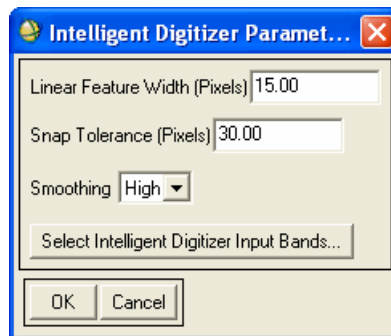 Intelligent Digitizer Paramet...
Linear Feature Width (Pixels) 15.00
Snap Tolerance (Pixels) 30.00
Smoothing High
Select Intelligent Digitizer Input Bands...
OK Cancel